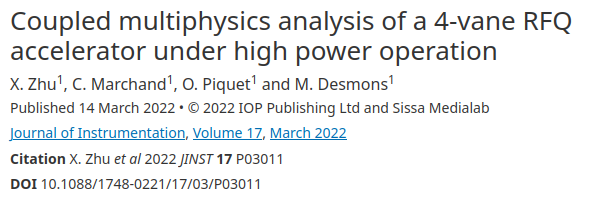 Coupled multiphysics analysis of a 4-vane RFQ
accelerator under high power operation
X. Zhu1, C. Marchand1, O. Piquet1 and M. Desmons1
Published 14 March 2022 • © 2022 IOP Publishing Ltd and Sissa Medialab
Journal of Instrumentation, Volume 17, March 2022
Citation X. Zhu et al 2022 JINST 17 P03011
DOI 10.1088/1748-0221/17/03/P03011